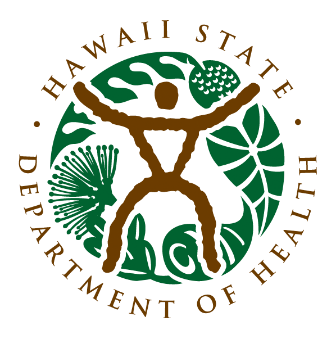 HAWAII STATE
DEPARTMENT OF HEALTH